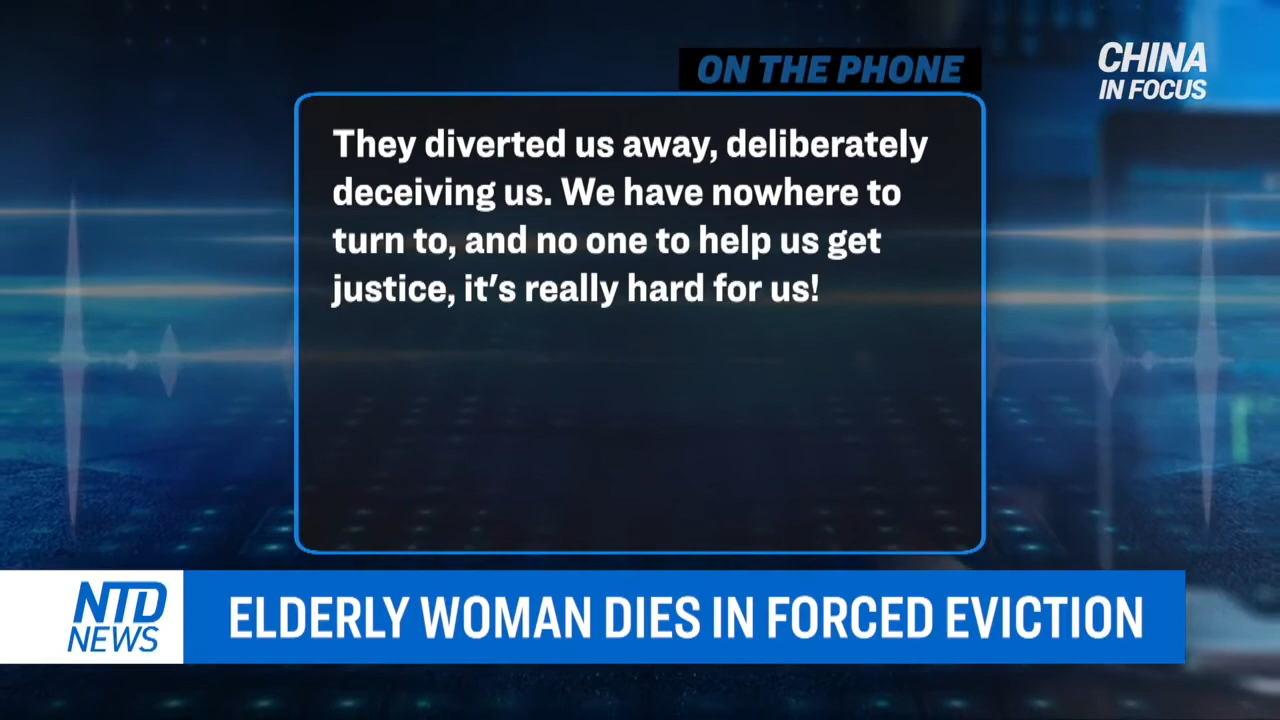 ON THE PHONE
CHINA
IN FOCUS
They diverted us away, deliberately
deceiving us. We have nowhere to
turn to, and no one to help us get
justice, it's really hard for us!
NTD
NEWS
ELDERLY WOMAN DIES IN FORCED EVICTION